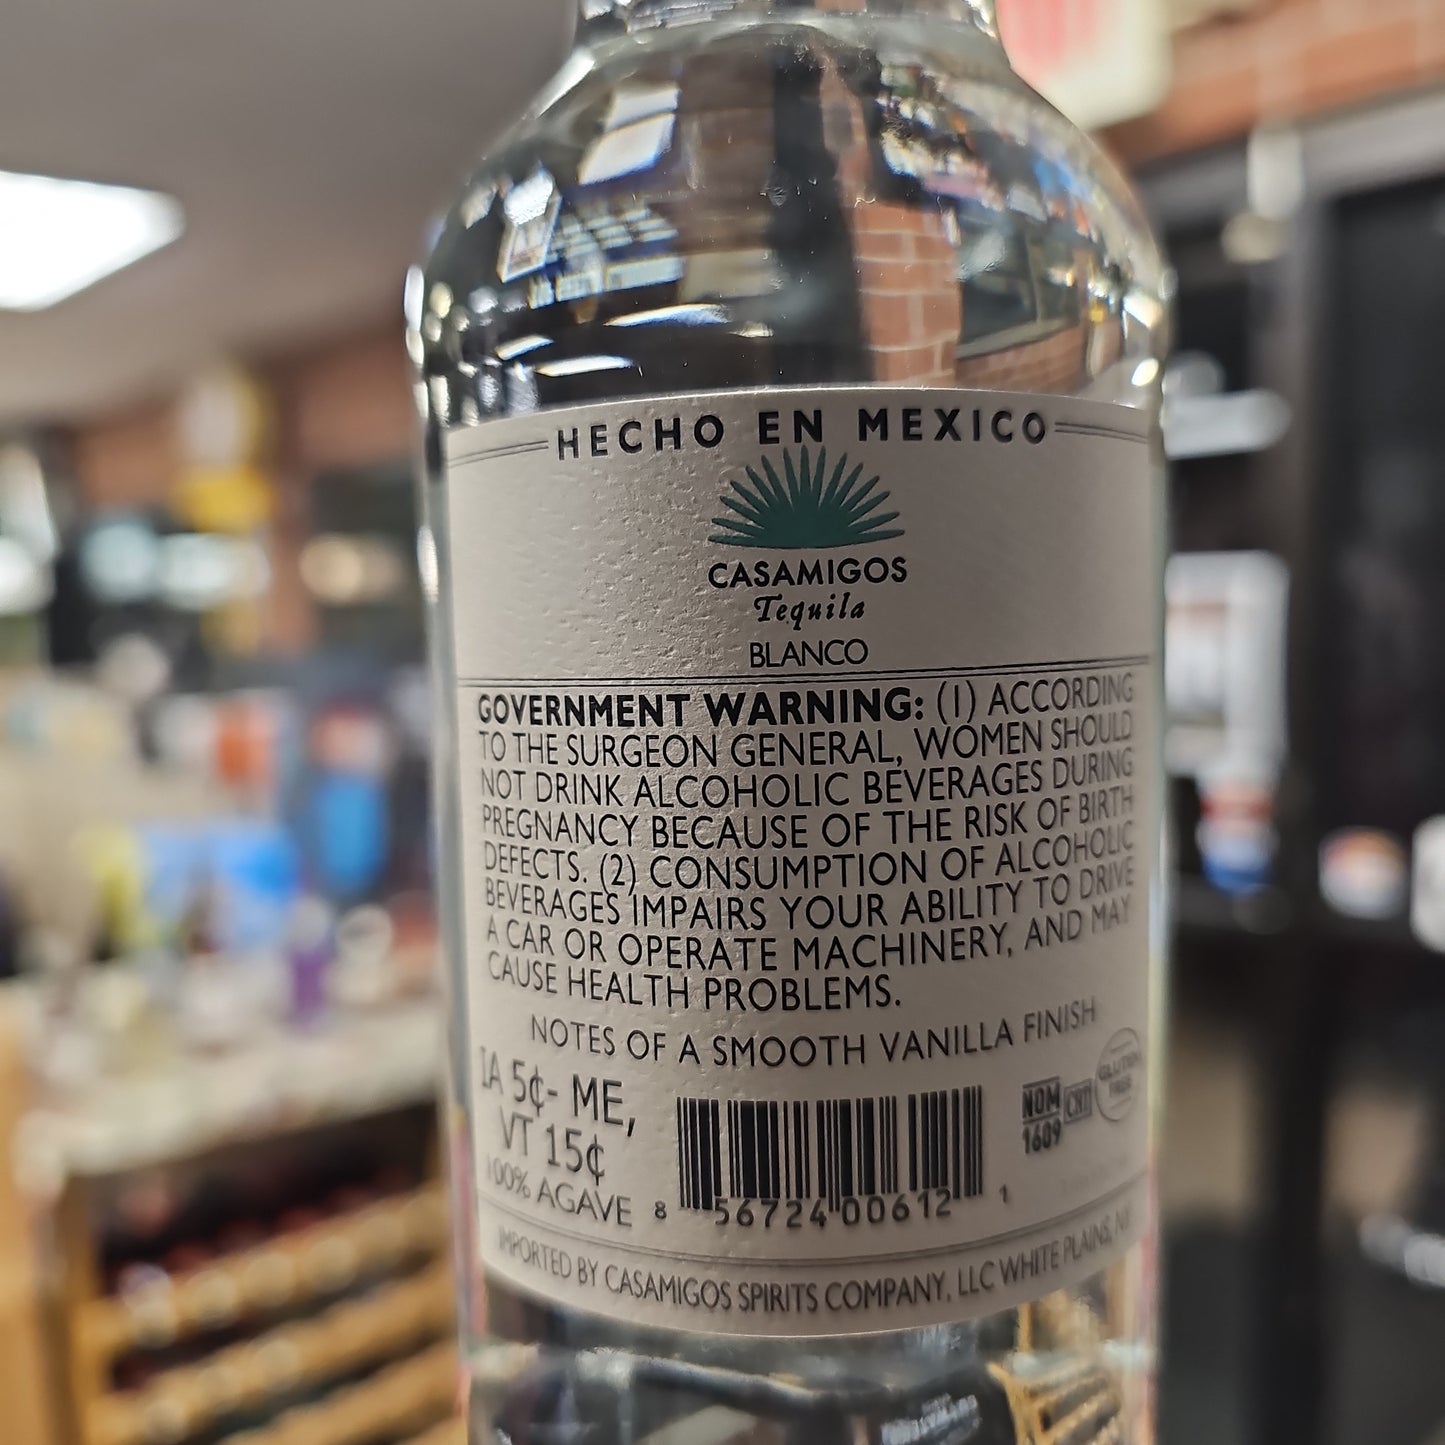 HECHO EN MEXICO
CASAMIGOS
Tequila
BLANCO
GOVERNMENT WARNING: (1) ACCORDING
TO THE SURGEON GENERAL, WOMEN SHOULD
NOT DRINK ALCOHOLIC BEVERAGES DURING
PREGNANCY BECAUSE OF THE RISK OF BIRTH
DEFECTS. (2) CONSUMPTION OF ALCOHOLIC
BEVERAGES IMPAIRS YOUR ABILITY TO DRIVE
A CAR OR OPERATE MACHINERY, AND MAY
CAUSE HEALTH PROBLEMS.
NOTES OF A SMOOTH VANILLA FINISH
IA 5¢- ME,
VT 15¢
100% AGAVE
8 56724 00612 1
NOM CRT
1609
GLUTEN
FREE
IMPORTED BY CASAMIGOS SPIRITS COMPANY, LLC WHITE PLAINS, NY